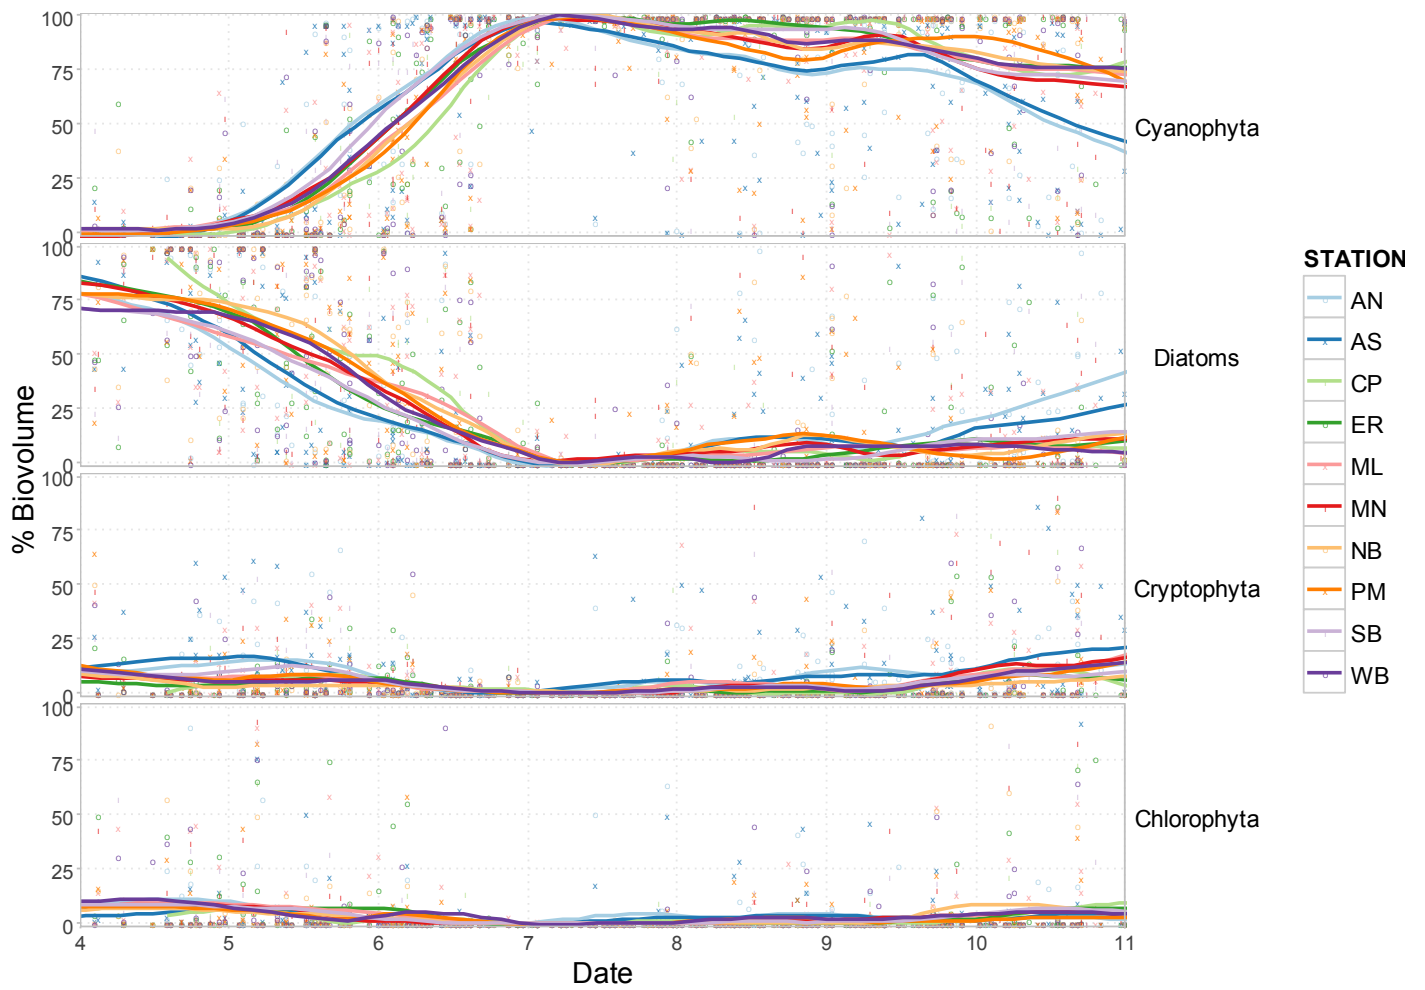 100
75
50
25
0
Cyanophyta
100
75
50
25
0
Diatoms
100
75
50
25
0
Cryptophyta
100
75
50
25
0
Chlorophyta
4 5 6 7 8 9 10 11
Date
% Biovolume
STATION
AN
AS
CP
ER
ML
MN
NB
PM
SB
WB